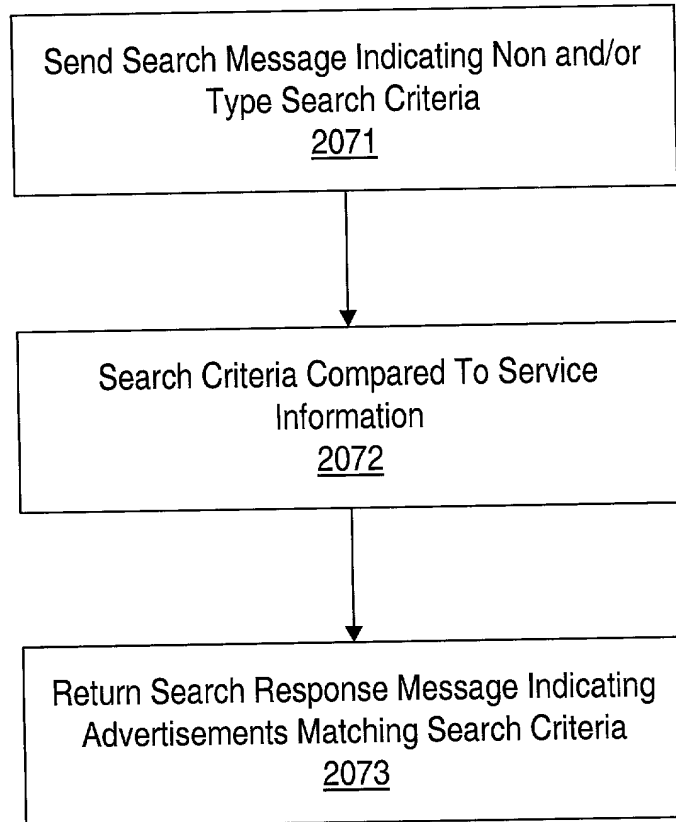 Send Search Message Indicating Non and/or
Type Search Criteria
2071
Search Criteria Compared To Service
Information
2072
Return Search Response Message Indicating
Advertisements Matching Search Criteria
2073